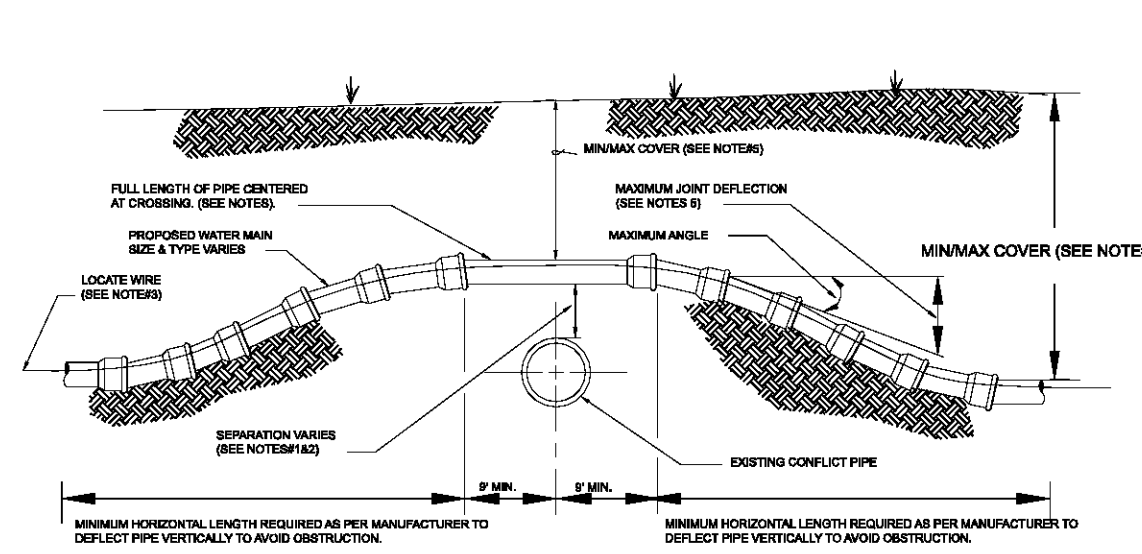 MIN/MAX COVER (SEE NOTE#5)
FULL LENGTH OF PIPE CENTERED
AT CROSSING. (SEE NOTES).
MAXIMUM JOINT DEFLECTION
(SEE NOTES 5)
PROPOSED WATER MAIN
SIZE & TYPE VARIES
MAXIMUM ANGLE
MIN/MAX COVER (SEE NOTE
LOCATE WIRE
(SEE NOTE#3)
SEPARATION VARIES
(SEE NOTES#1&2)
EXISTING CONFLICT PIPE
9' MIN.
9' MIN.
MINIMUM HORIZONTAL LENGTH REQUIRED AS PER MANUFACTURER TO
DEFLECT PIPE VERTICALLY TO AVOID OBSTRUCTION.
MINIMUM HORIZONTAL LENGTH REQUIRED AS PER MANUFACTURER TO
DEFLECT PIPE VERTICALLY TO AVOID OBSTRUCTION.